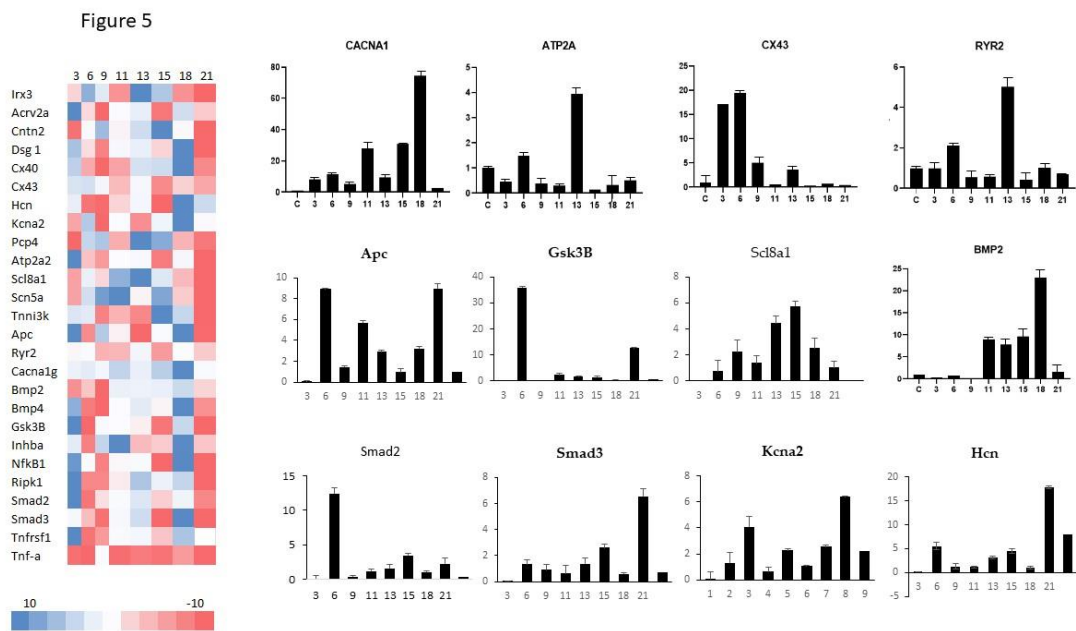 Figure 5
3 6 9 11 13 15 18 21
Irx3
Acrv2a
Cntn2
Dsg 1
Cx40
Cx43
Hcn
Kcna2
Pcp4
Atp2a2
Scl8a1
Scn5a
Tnni3k
Apc
Ryr2
Cacna1g
Bmp2
Bmp4
Gsk3B
Inhba
NfkB1
Ripk1
Smad2
Smad3
Tnfrsf1
Tnf-a
10 -10
CACNA1
80
60
40
20
0
C 3 6 9 11 13 15 18 21
ATP2A
5
4
3
2
1
0
C 3 6 9 11 13 15 18 21
CX43
25
20
15
10
5
0
C 3 6 9 11 13 15 18 21
RYR2
6
4
2
0
C 3 6 9 11 13 15 18 21
Apc
10
8
6
4
2
0
3 6 9 11 13 15 18 21
Gsk3B
40
30
20
10
0
3 6 9 11 13 15 18 21
Scl8a1
8
6
4
2
0
3 6 9 11 13 15 18 21
BMP2
25
20
15
10
5
0
C 3 6 9 11 13 15 18 21
Smad2
15
10
5
0
3 6 9 11 13 15 18 21
Smad3
8
6
4
2
0
3 6 9 11 13 15 18 21
Kcna2
8
6
4
2
0
1 2 3 4 5 6 7 8 9
Hcn
20
15
10
5
0
-5
3 6 9 11 13 15 18 21